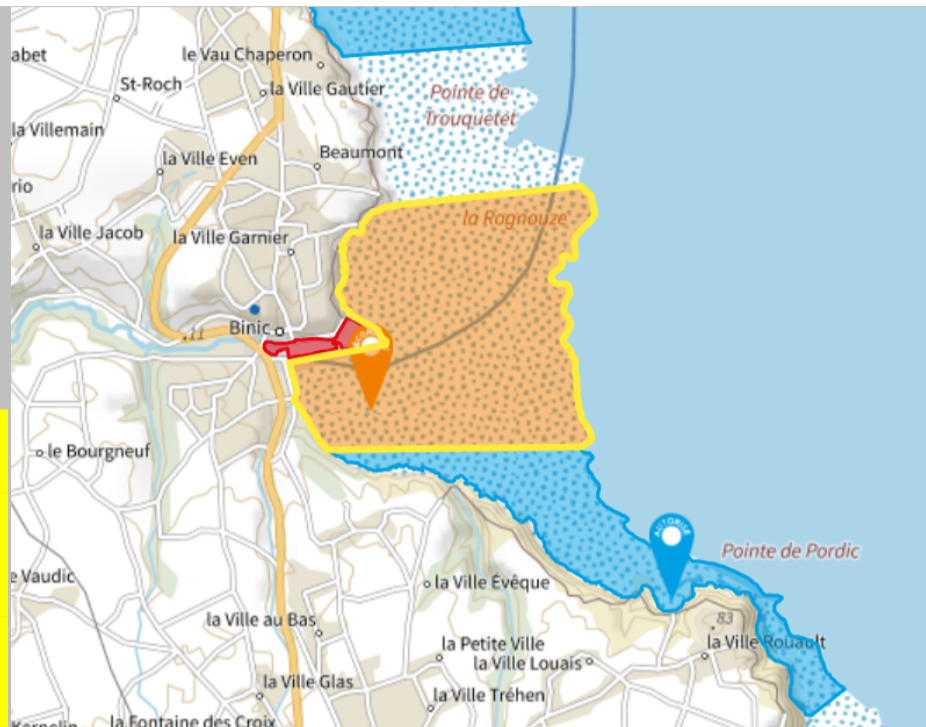 abet
le Vau Chaperon
St-Roch
la Ville Gautier
Pointe de
Trouquetet
la Villemain
la Ville Even
Beaumont
rio
la Rognouze
la Ville Jacob
la Ville Garnier
Binic
11
le Bourgneuf
AUTORISÉ
Pointe de Pordic
e Vaudic
la Ville Évêque
83
la Ville au Bas
la Petite Ville
la Ville Rouault
la Ville Louais
la Ville Glas
la Ville Tréhen
la Fontaine des Croix